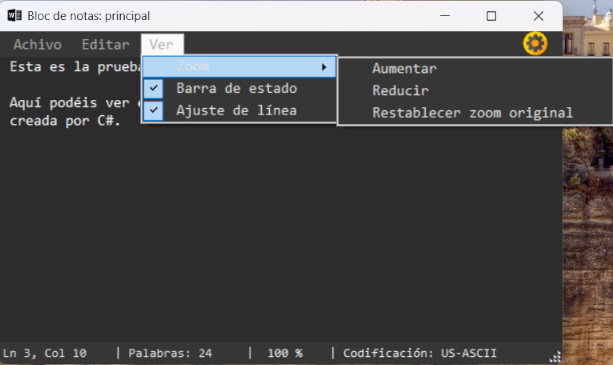 Bloc de notas: principal
Achivo Editar Ver
Esta es la prueba
Aquí podéis ver
creada por C#.
Zoom
Barra de estado
Ajuste de línea
Aumentar
Reducir
Restablecer zoom original
Ln 3, Col 10 | Palabras: 24 | 100 % | Codificación: US-ASCII